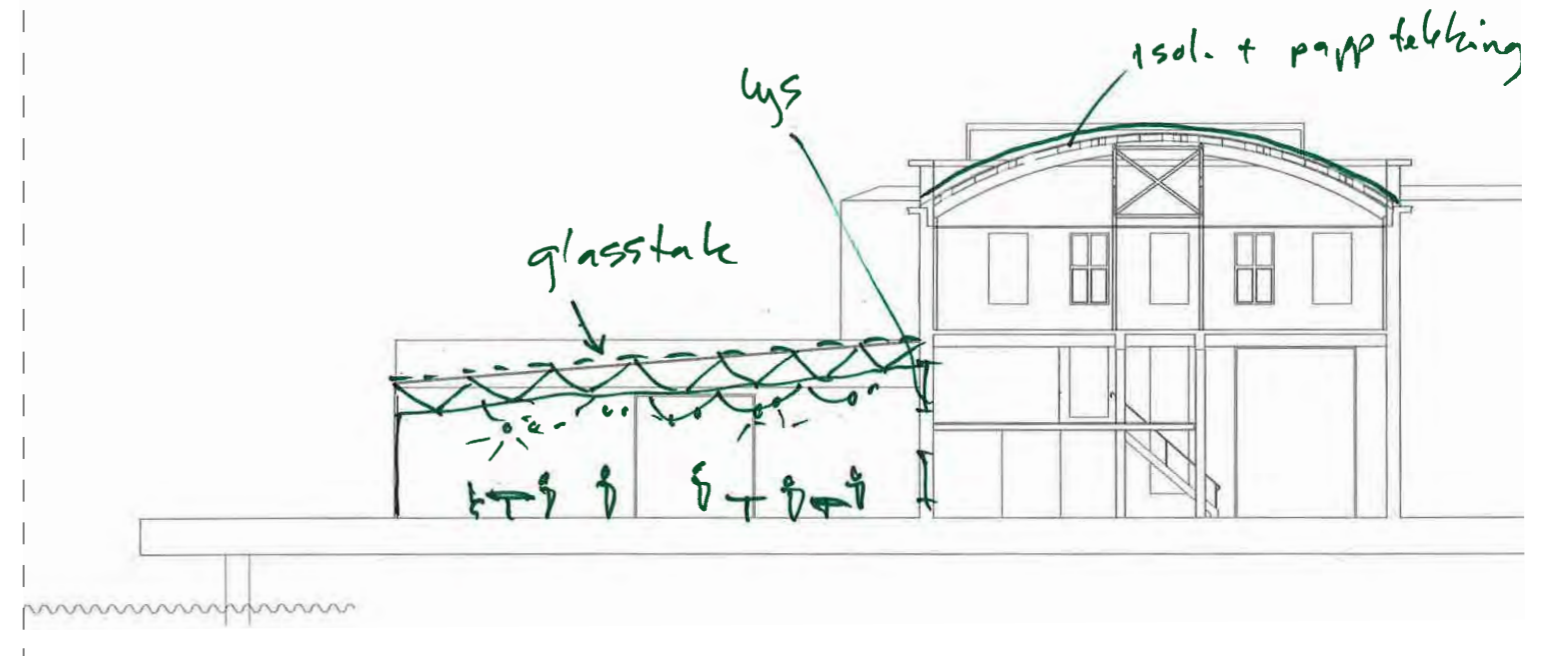 isol. + papp tekking
lys
glasstak